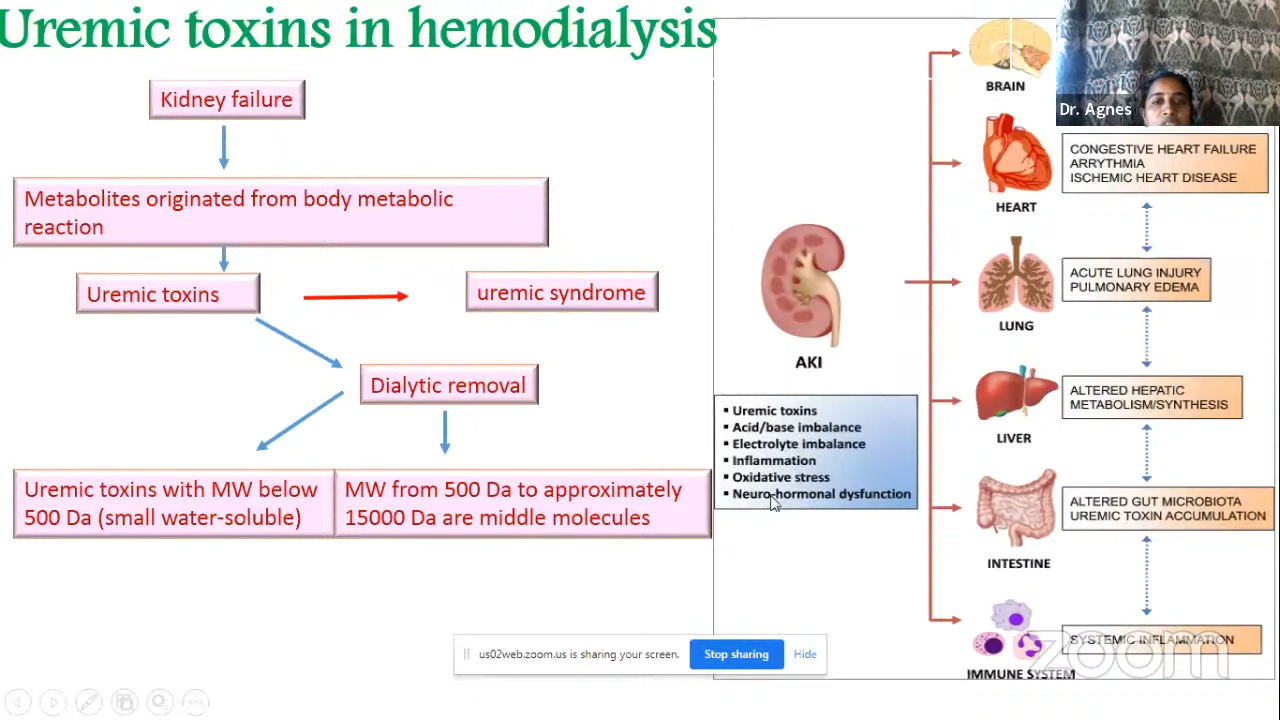 Uremic toxins in hemodialysis
Kidney failure
Metabolites originated from body metabolic
reaction
Uremic toxins
uremic syndrome
Dialytic removal
Uremic toxins with MW below
500 Da (small water-soluble)
MW from 500 Da to approximately
15000 Da are middle molecules
AKI
▪ Uremic toxins
▪ Acid/base imbalance
▪ Electrolyte imbalance
▪ Inflammation
▪ Oxidative stress
▪ Neuro-hormonal dysfunction
BRAIN
Dr. Agnes
HEART
CONGESTIVE HEART FAILURE
ARRYTHMIA
ISCHEMIC HEART DISEASE
LUNG
ACUTE LUNG INJURY
PULMONARY EDEMA
LIVER
ALTERED HEPATIC
METABOLISM/SYNTHESIS
INTESTINE
ALTERED GUT MICROBIOTA
UREMIC TOXIN ACCUMULATION
IMMUNE SYSTEM
SYSTEMIC INFLAMMATION
zoom
us02web.zoom.us is sharing your screen.
Stop sharing
Hide